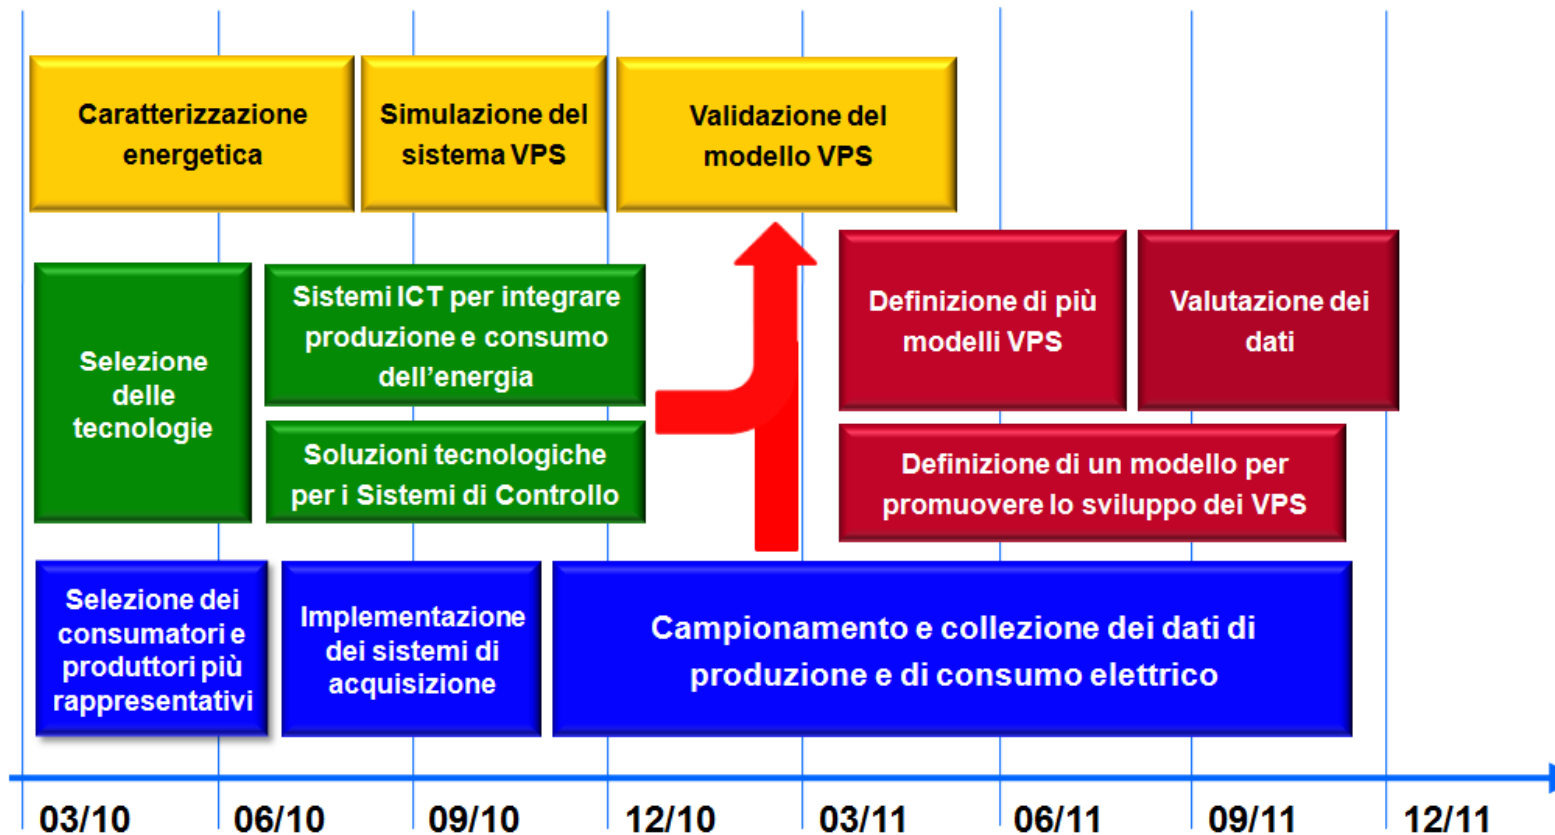 Caratterizzazione
energetica
Simulazione del
sistema VPS
Validazione del
modello VPS
Selezione
delle
tecnologie
Sistemi ICT per integrare
produzione e consumo
dell'energia
Soluzioni tecnologiche
per i Sistemi di Controllo
Definizione di più
modelli VPS
Valutazione dei
dati
Definizione di un modello per
promuovere lo sviluppo dei VPS
Selezione dei
consumatori e
produttori più
rappresentativi
Implementazione
dei sistemi di
acquisizione
Campionamento e collezione dei dati di
produzione e di consumo elettrico
03/10
06/10
09/10
12/10
03/11
06/11
09/11
12/11